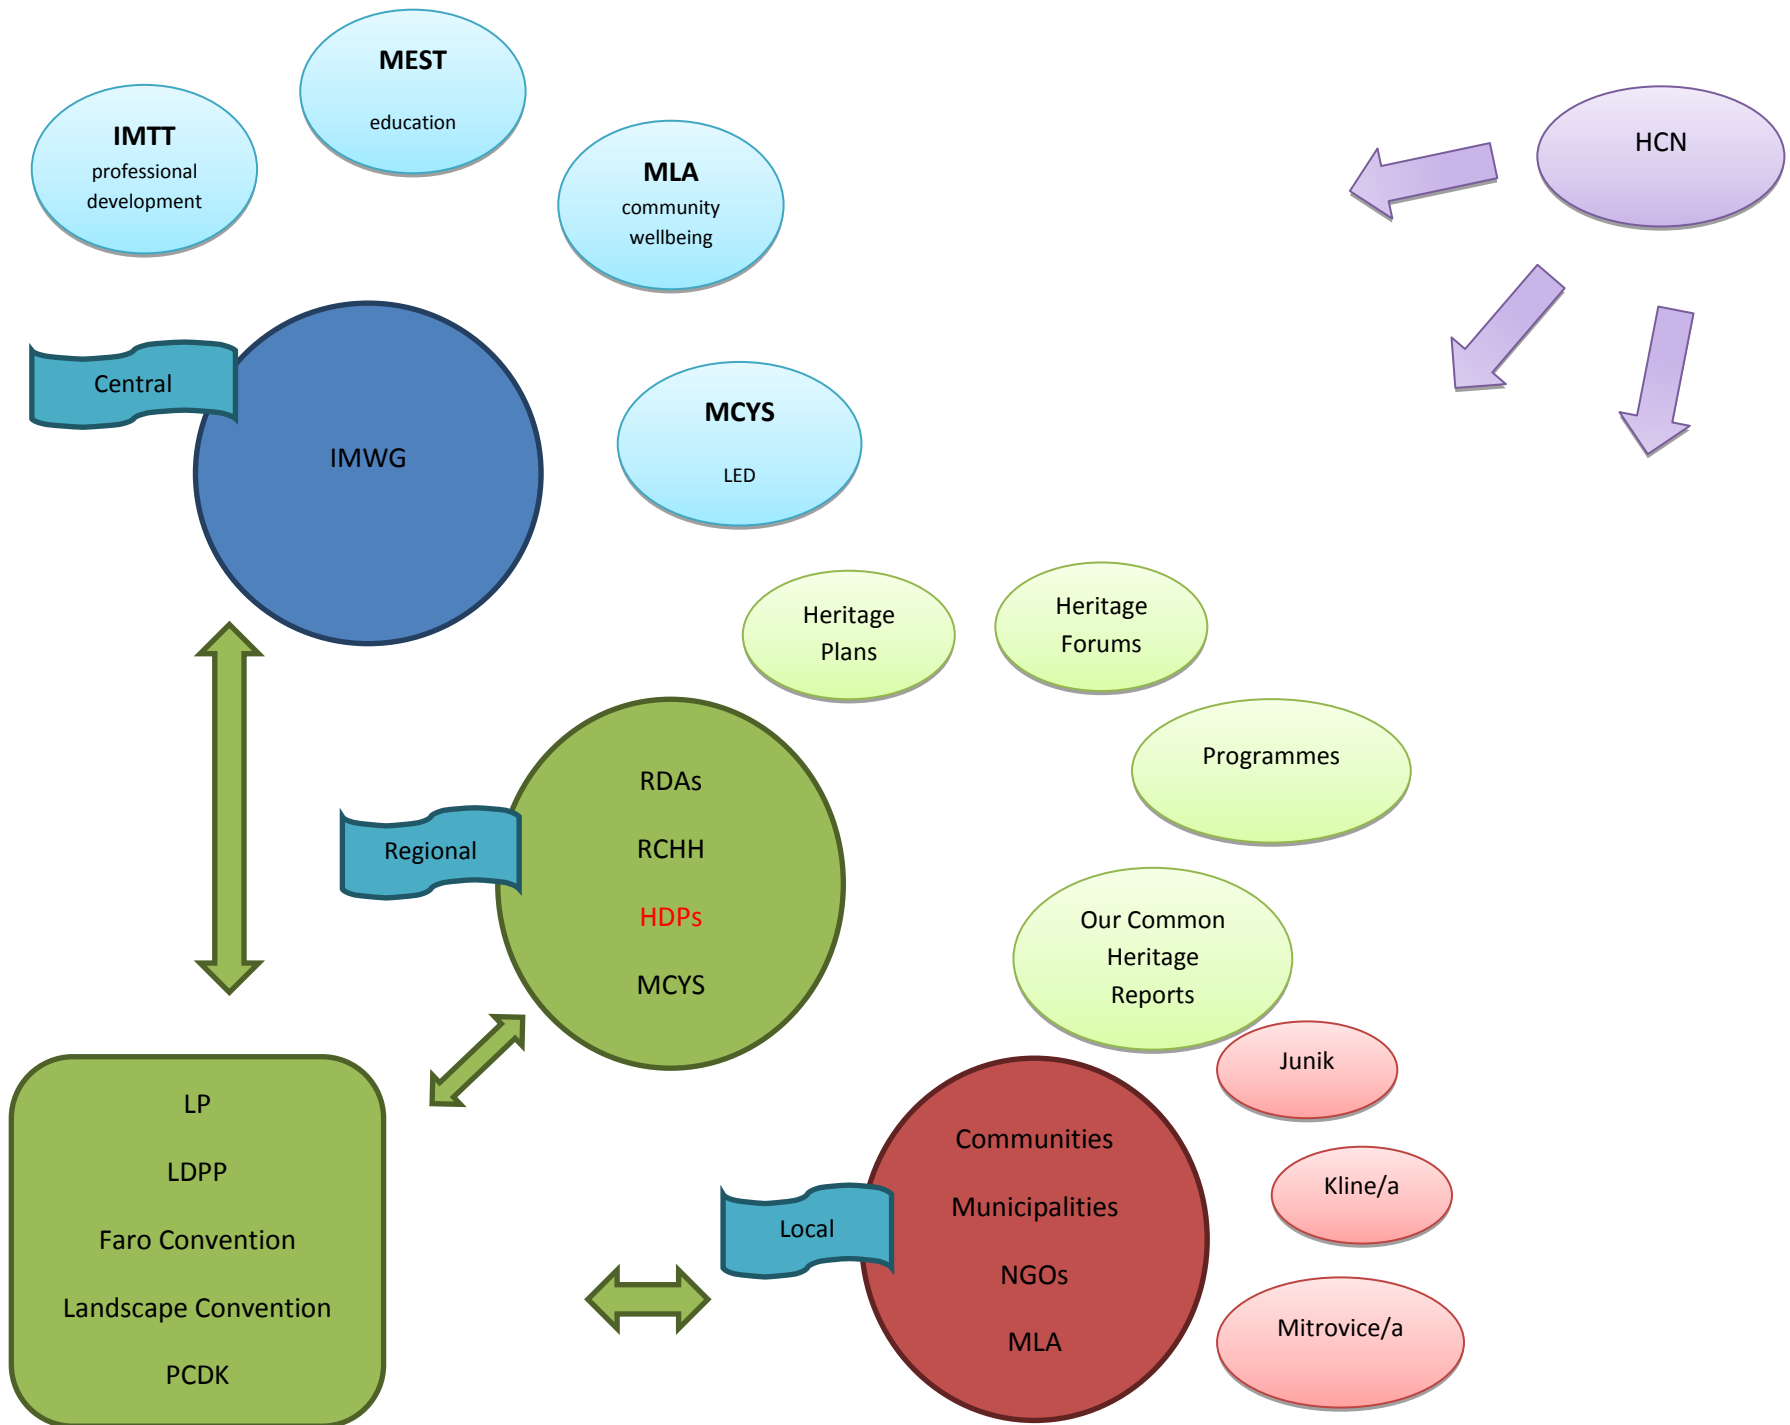 MEST
education
IMTT
professional
development
MLA
community
wellbeing
HCN
Central
IMWG
MCYS
LED
Heritage
Plans
Heritage
Forums
Programmes
Regional
RDAs
RCHH
HDPs
MCYS
Our Common
Heritage
Reports
Junik
Kline/a
Mitrovice/a
Local
Communities
Municipalities
NGOs
MLA
LP
LDPP
Faro Convention
Landscape Convention
PCDK